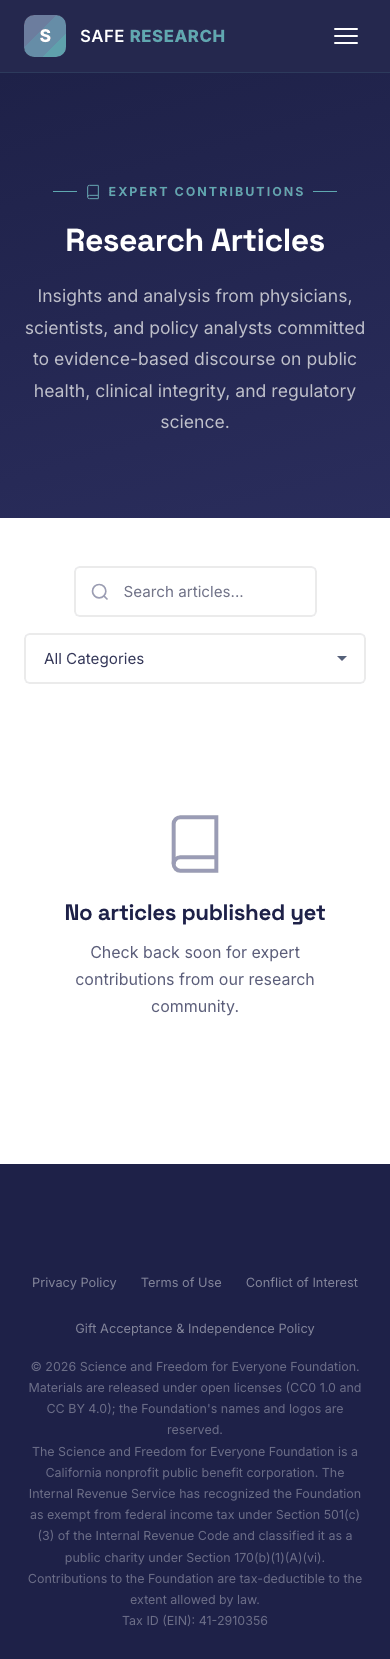 S SAFE RESEARCH
EXPERT CONTRIBUTIONS
Research Articles
Insights and analysis from physicians,
scientists, and policy analysts committed
to evidence-based discourse on public
health, clinical integrity, and regulatory
science.
Search articles...
All Categories
No articles published yet
Check back soon for expert
contributions from our research
community.
Privacy Policy Terms of Use Conflict of Interest
Gift Acceptance & Independence Policy
© 2026 Science and Freedom for Everyone Foundation.
Materials are released under open licenses (CC0 1.0 and
CC BY 4.0); the Foundation's names and logos are
reserved.
The Science and Freedom for Everyone Foundation is a
California nonprofit public benefit corporation. The
Internal Revenue Service has recognized the Foundation
as exempt from federal income tax under Section 501(c)
(3) of the Internal Revenue Code and classified it as a
public charity under Section 170(b)(1)(A)(vi).
Contributions to the Foundation are tax-deductible to the
extent allowed by law.
Tax ID (EIN): 41-2910356